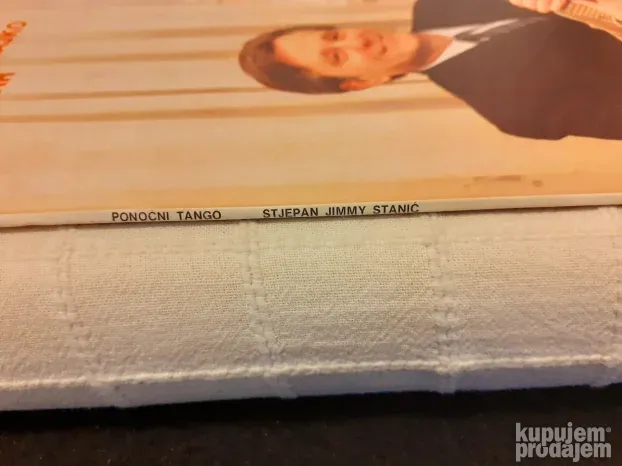 PONOĆNI TANGO STJEPAN JIMMY STANIĆ
kupujem
prodajem